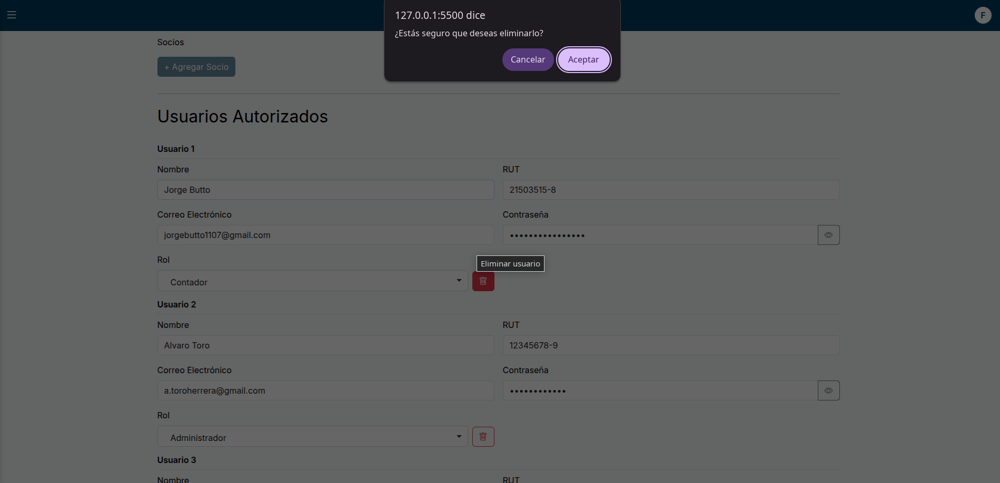 127.0.0.1:5500 dice
¿Estás seguro que deseas eliminarlo?
Cancelar Aceptar
F
Socios
+ Agregar Socio
Usuarios Autorizados
Usuario 1
Nombre RUT
Jorge Butto 21503515-8
Correo Electrónico Contraseña
jorgebutto1107@gmail.com ••••••••••••••••
Rol
Eliminar usuario
Contador
Usuario 2
Nombre RUT
Alvaro Toro 12345678-9
Correo Electrónico Contraseña
a.toroherrera@gmail.com ••••••••••••
Rol
Administrador
Usuario 3
Nombre RUT